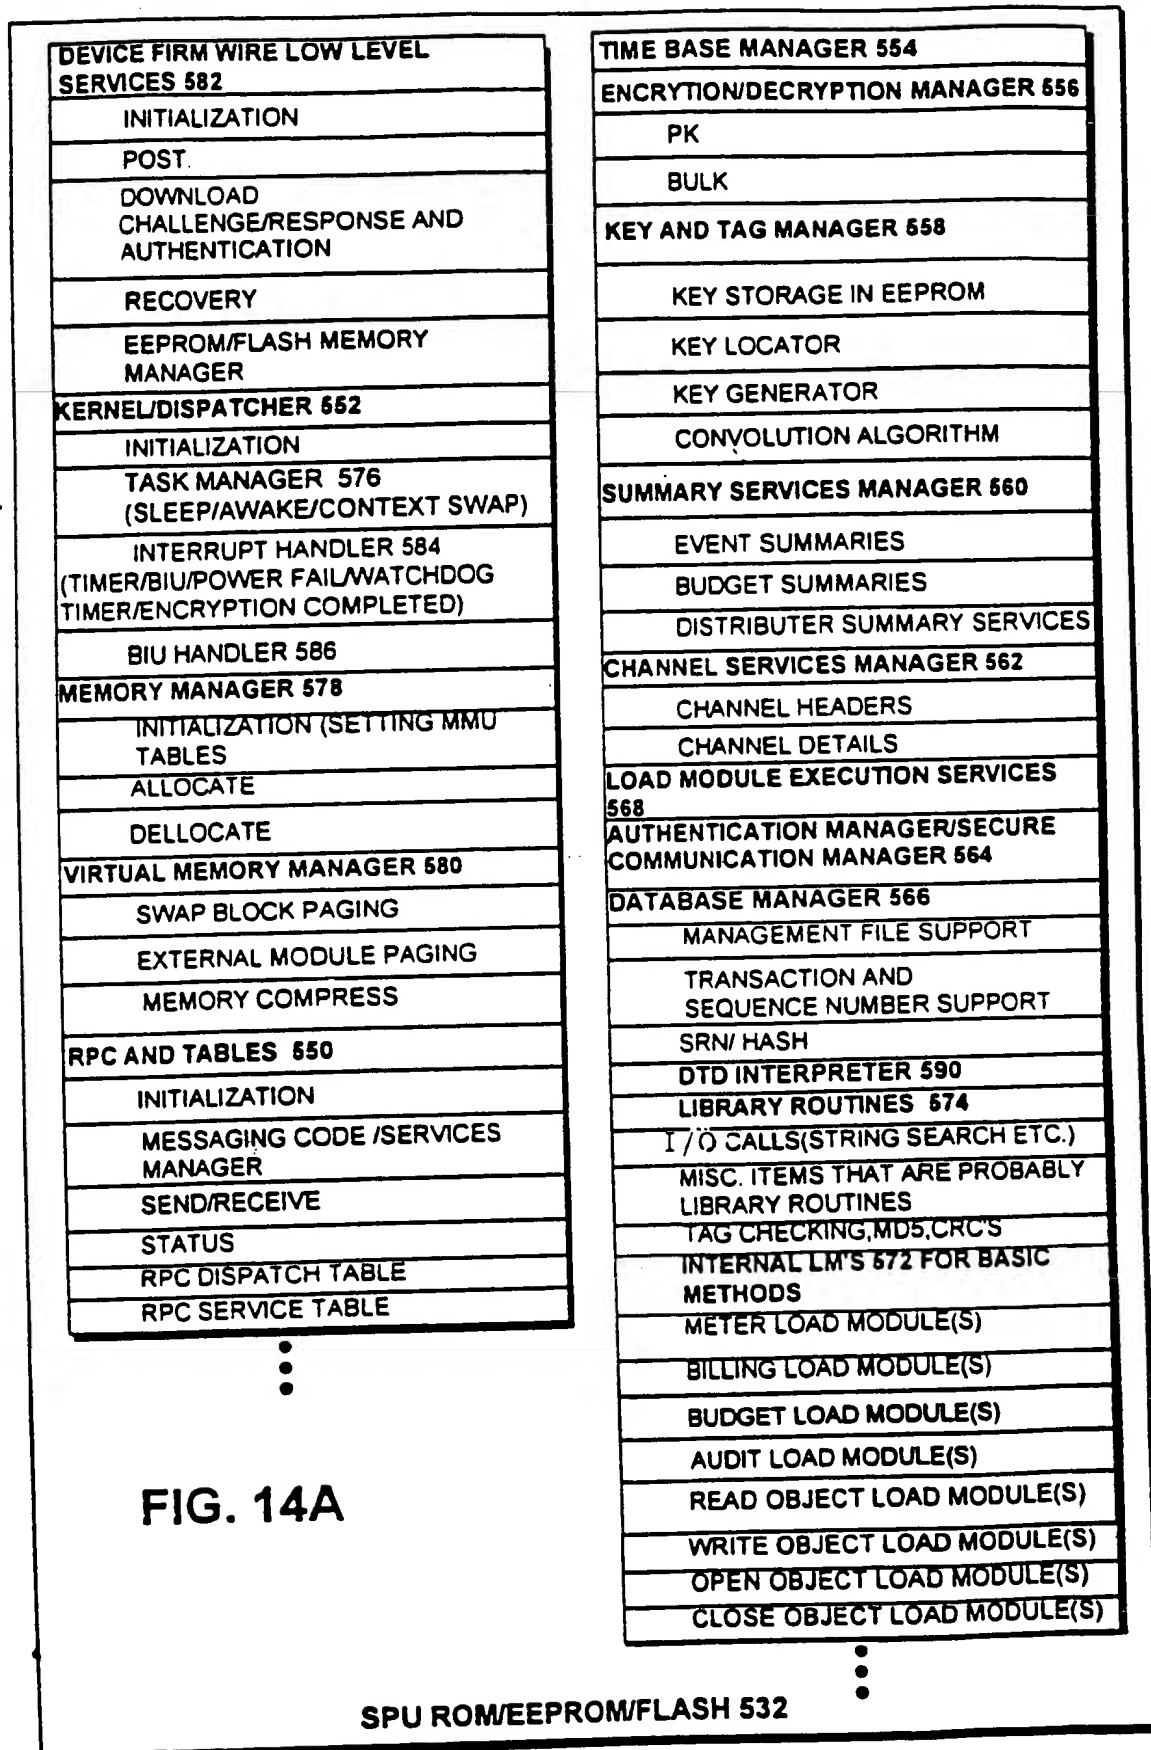 DEVICE FIRM WIRE LOW LEVEL
SERVICES 582
INITIALIZATION
POST.
DOWNLOAD
CHALLENGE/RESPONSE AND
AUTHENTICATION
RECOVERY
EEPROM/FLASH MEMORY
MANAGER
KERNEL/DISPATCHER 552
INITIALIZATION
TASK MANAGER 576
(SLEEP/AWAKE/CONTEXT SWAP)
INTERRUPT HANDLER 584
(TIMER/BIU/POWER FAIL/WATCHDOG
TIMER/ENCRYPTION COMPLETED)
BIU HANDLER 586
MEMORY MANAGER 578
INITIALIZATION (SETTING MMU
TABLES
ALLOCATE
DELLOCATE
VIRTUAL MEMORY MANAGER 580
SWAP BLOCK PAGING
EXTERNAL MODULE PAGING
MEMORY COMPRESS
RPC AND TABLES 550
INITIALIZATION
MESSAGING CODE /SERVICES
MANAGER
SEND/RECEIVE
STATUS
RPC DISPATCH TABLE
RPC SERVICE TABLE
TIME BASE MANAGER 554
ENCRYTION/DECRYPTION MANAGER 556
PK
BULK
KEY AND TAG MANAGER 558
KEY STORAGE IN EEPROM
KEY LOCATOR
KEY GENERATOR
CONVOLUTION ALGORITHM
SUMMARY SERVICES MANAGER 560
EVENT SUMMARIES
BUDGET SUMMARIES
DISTRIBUTER SUMMARY SERVICES
CHANNEL SERVICES MANAGER 562
CHANNEL HEADERS
CHANNEL DETAILS
LOAD MODULE EXECUTION SERVICES
568
AUTHENTICATION MANAGER/SECURE
COMMUNICATION MANAGER 564
DATABASE MANAGER 566
MANAGEMENT FILE SUPPORT
TRANSACTION AND
SEQUENCE NUMBER SUPPORT
SRN/ HASH
DTD INTERPRETER 590
LIBRARY ROUTINES 574
I/O CALLS(STRING SEARCH ETC.)
MISC. ITEMS THAT ARE PROBABLY
LIBRARY ROUTINES
TAG CHECKING,MD5,CRC'S
INTERNAL LM'S 572 FOR BASIC
METHODS
METER LOAD MODULE(S)
BILLING LOAD MODULE(S)
BUDGET LOAD MODULE(S)
AUDIT LOAD MODULE(S)
READ OBJECT LOAD MODULE(S)
WRITE OBJECT LOAD MODULE(S)
OPEN OBJECT LOAD MODULE(S)
CLOSE OBJECT LOAD MODULE(S)
FIG. 14A
SPU ROM/EEPROM/FLASH 532